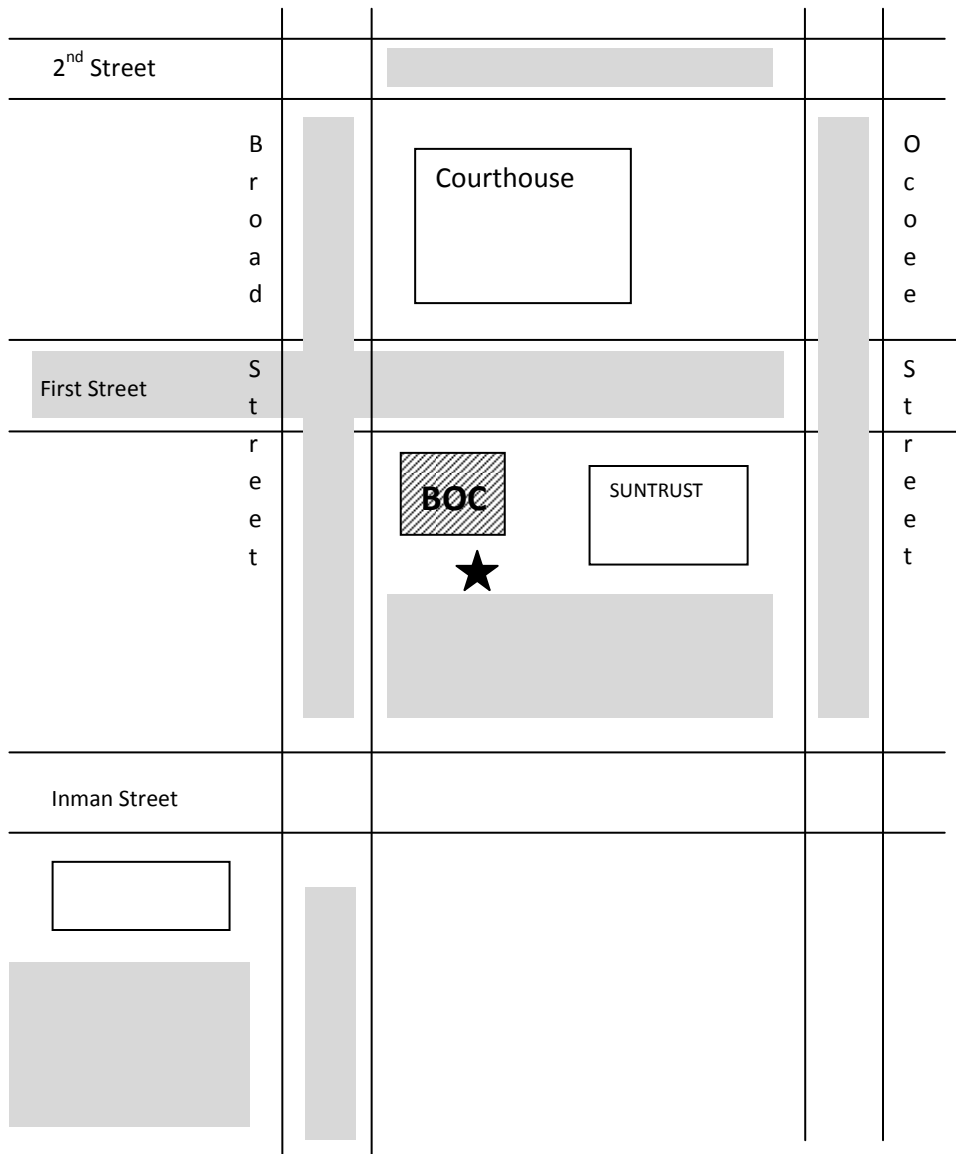 2nd Street
Broad Street
Ocoee Street
Courthouse
First Street
BOC
SUNTRUST
Inman Street